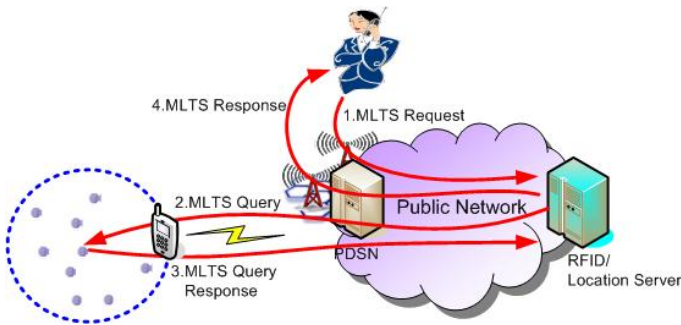 4.MLTS Response
1.MLTS Request
2.MLTS Query
Public Network
PDSN
3.MLTS Query
Response
RFID/
Location Server